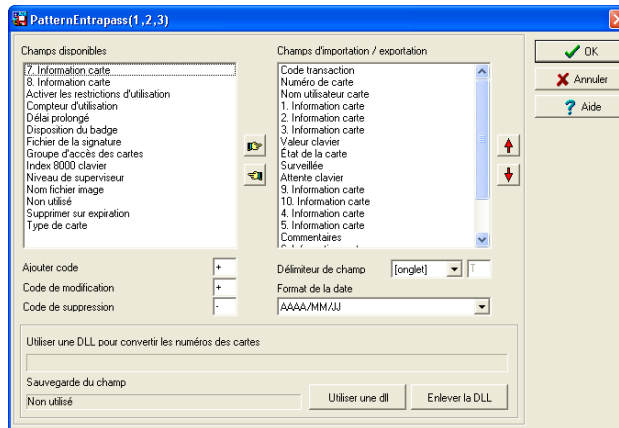 PatternEntrapass(1,2,3)
Champs disponibles
7. Information carte
8. Information carte
Activer les restrictions d'utilisation
Compteur d'utilisation
Délai prolongé
Disposition du badge
Fichier de la signature
Groupe d'accès des cartes
Index 8000 clavier
Niveau de superviseur
Nom fichier image
Non utilisé
Supprimer sur expiration
Type de carte
Champs d'importation / exportation
Code transaction
Numéro de carte
Nom utilisateur carte
1. Information carte
2. Information carte
3. Information carte
Valeur clavier
État de la carte
Surveillée
Attente clavier
9. Information carte
10. Information carte
4. Information carte
5. Information carte
Commentaires
OK
Annuler
Aide
Ajouter code
+
Code de modification
+
Code de suppression
-
Délimiteur de champ
[onglet]
T
Format de la date
AAAA/MM/JJ
Utiliser une DLL pour convertir les numéros des cartes
Sauvegarde du champ
Non utilisé
Utiliser une dll
Enlever la DLL